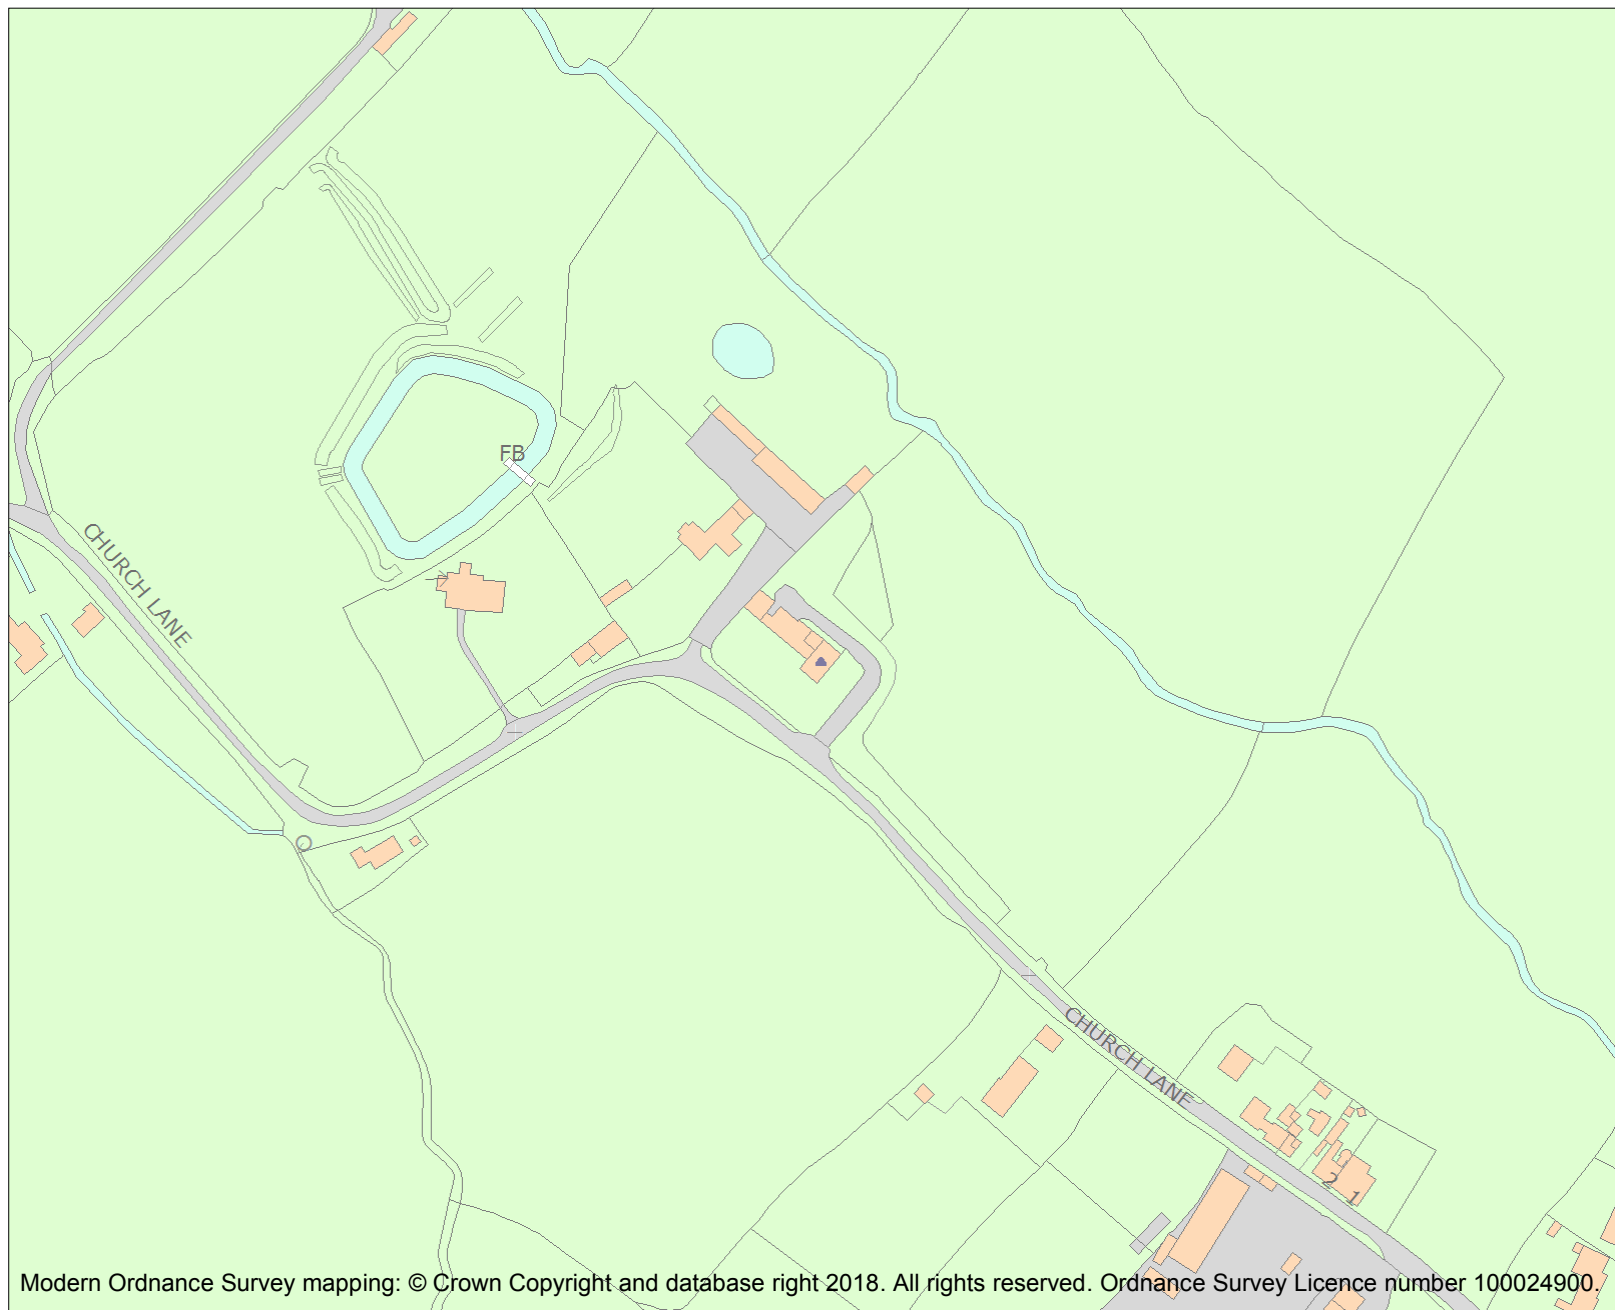 FB
CHURCH LANE
CHURCH LANE
2
1
Modern Ordnance Survey mapping: © Crown Copyright and database right 2018. All rights reserved. Ordnance Survey Licence number 100024900.